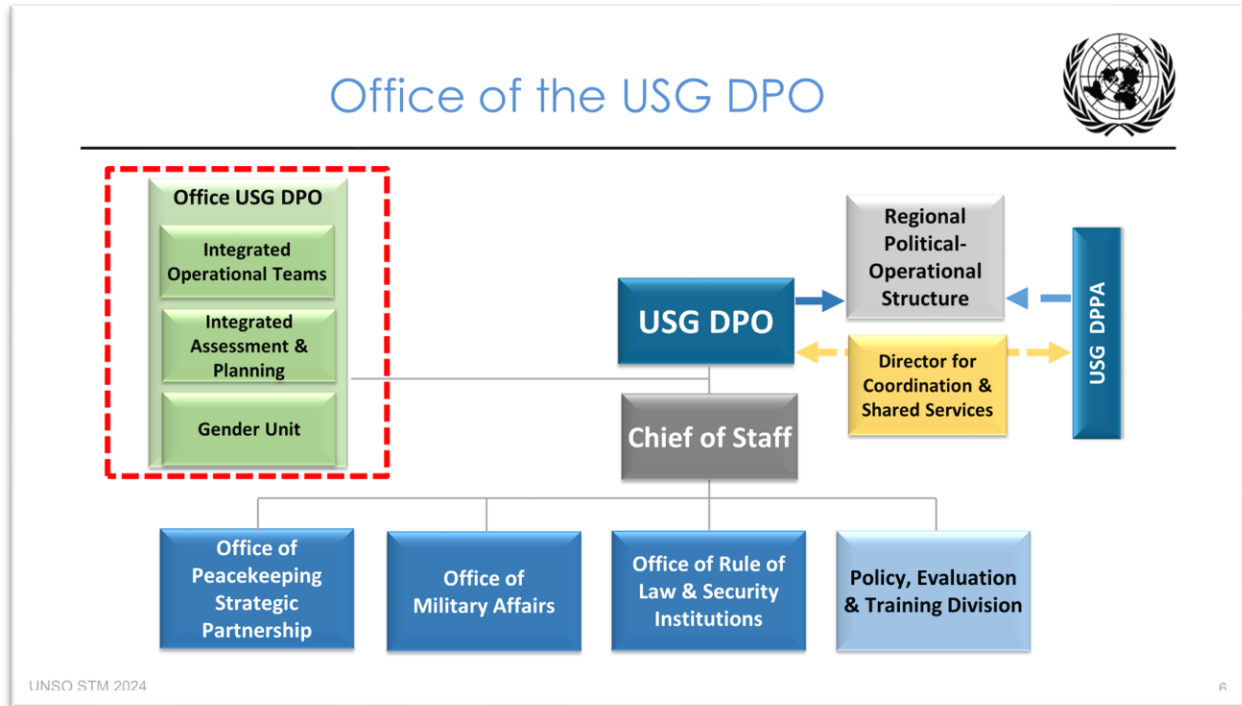 Office of the USG DPO
Office USG DPO
Integrated
Operational Teams
Integrated
Assessment &
Planning
Gender Unit
USG DPO
Chief of Staff
Regional
Political-
Operational
Structure
Director for
Coordination &
Shared Services
USG DPPA
Office of
Peacekeeping
Strategic
Partnership
Office of
Military Affairs
Office of Rule of
Law & Security
Institutions
Policy, Evaluation
& Training Division
UNSO STM 2024
6